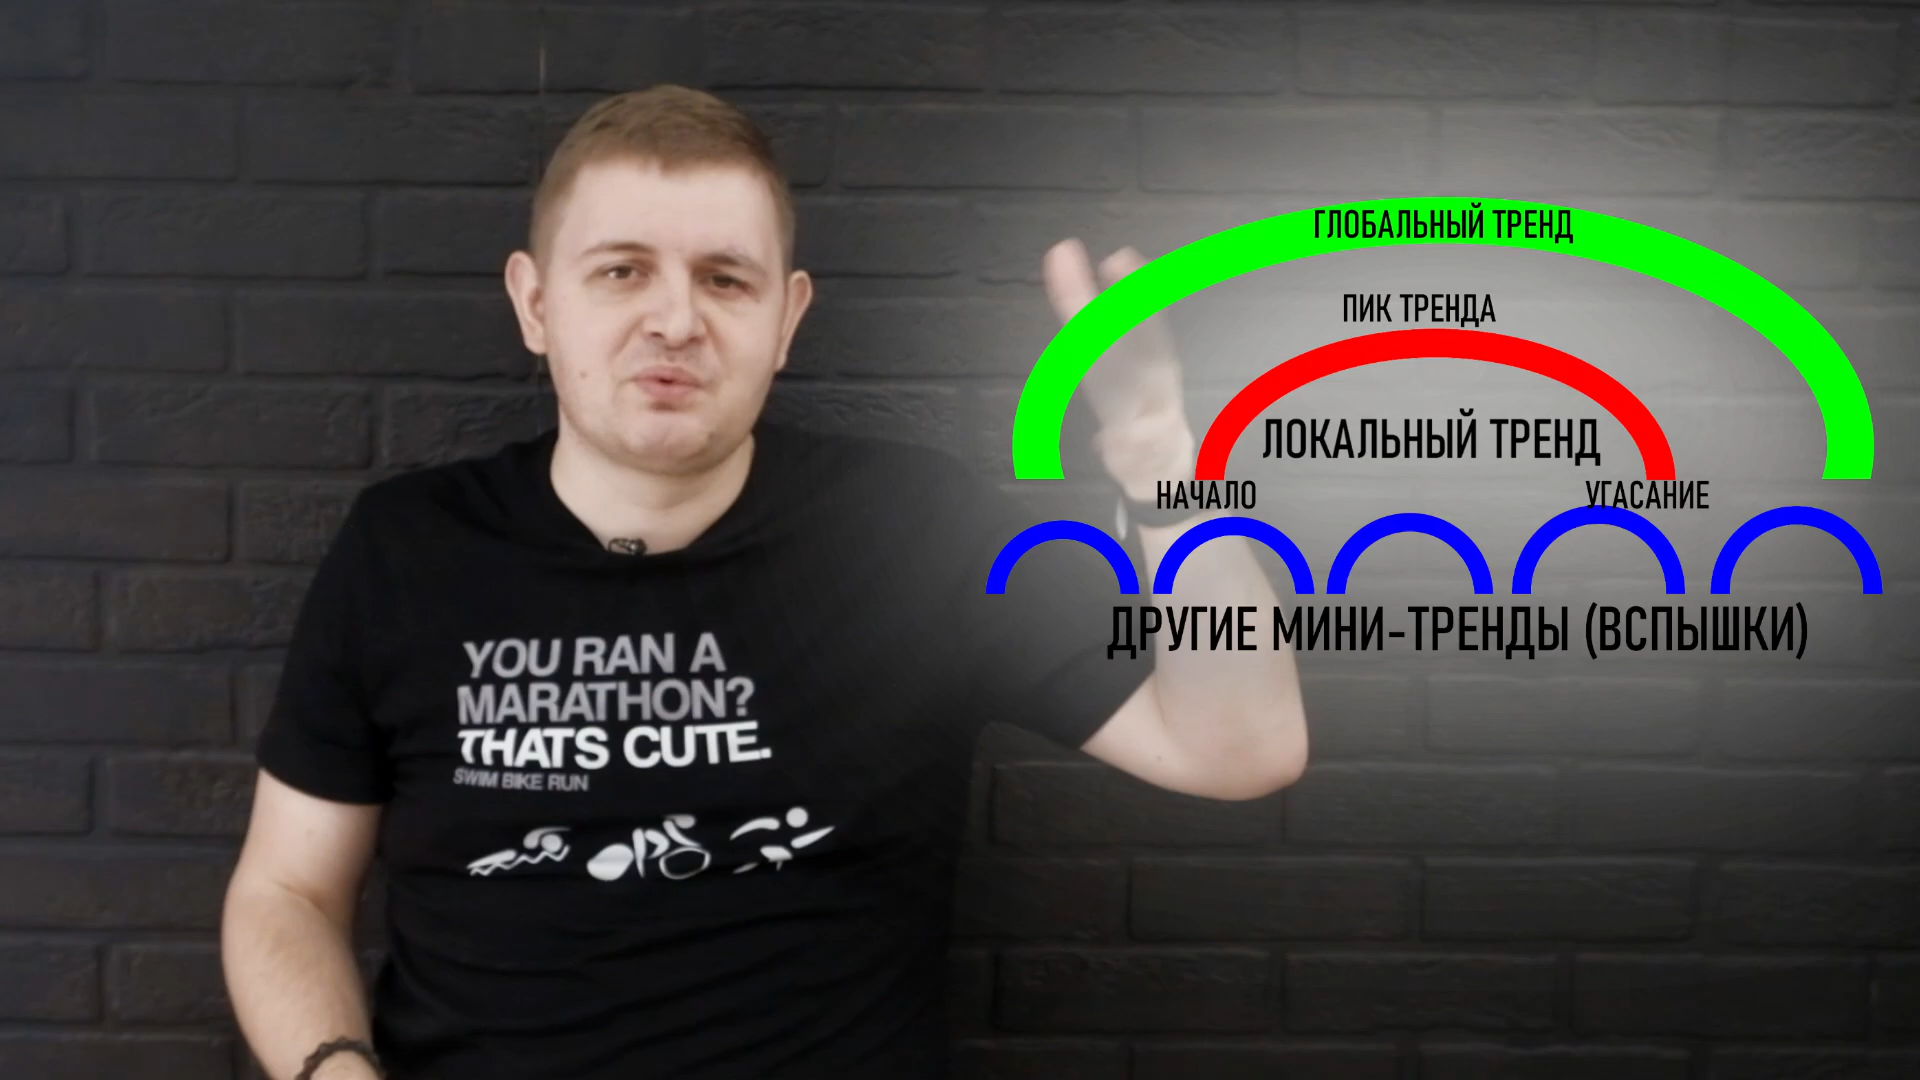 YOU RAN A
MARATHON?
THATS CUTE.
SWIM BIKE RUN
ГЛОБАЛЬНЫЙ ТРЕНД
ПИК ТРЕНДА
ЛОКАЛЬНЫЙ ТРЕНД
НАЧАЛО
УГАСАНИЕ
ДРУГИЕ МИНИ-ТРЕНДЫ (ВСПЫШКИ)